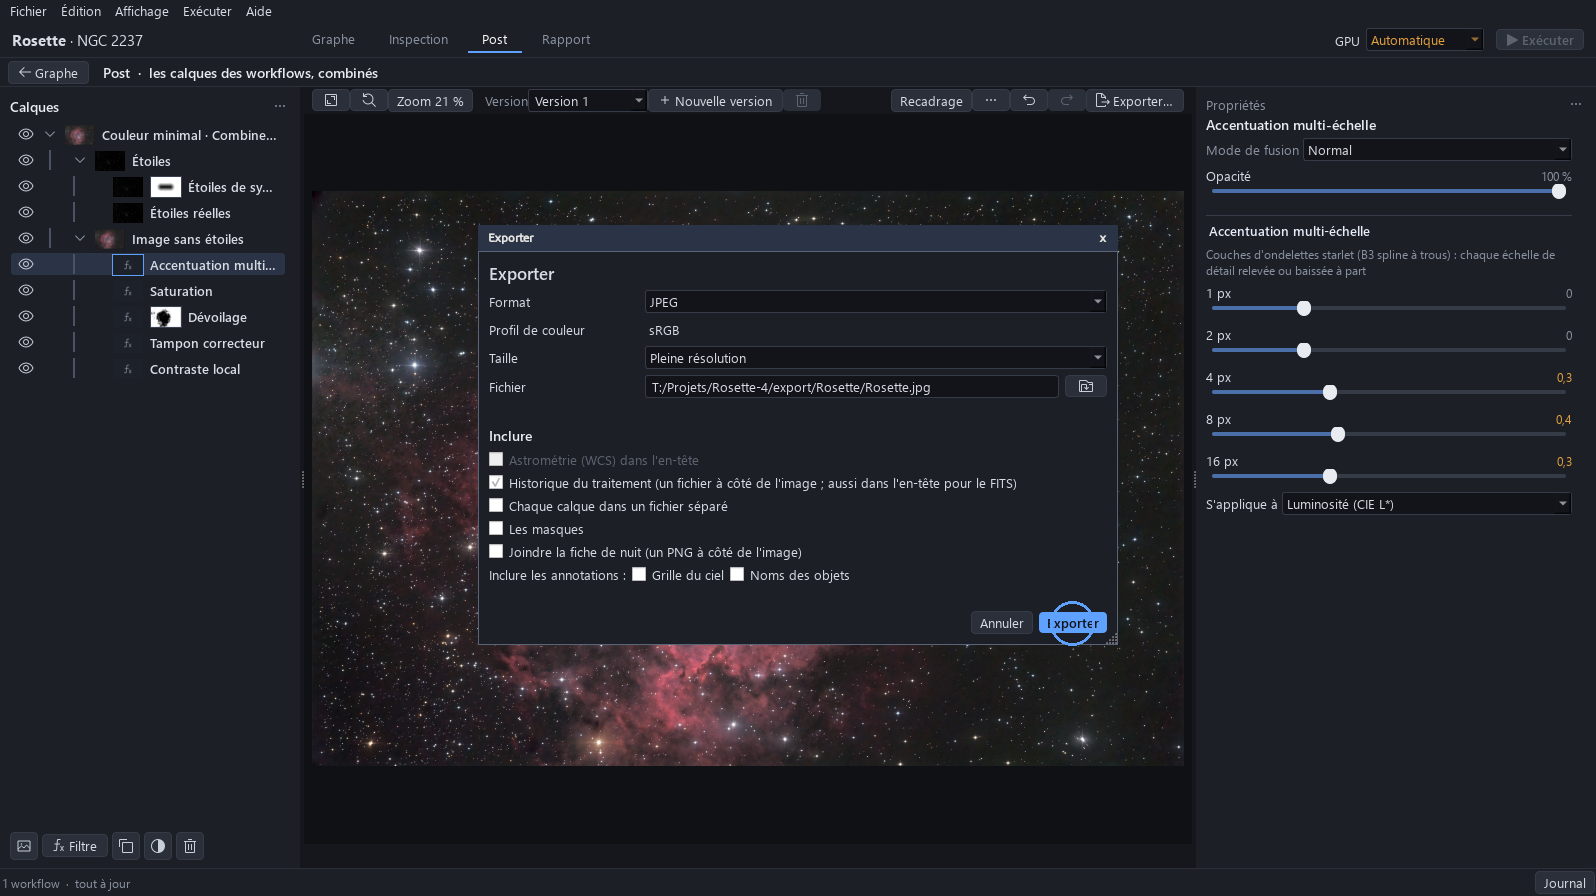 Fichier Édition Affichage Exécuter Aide
Rosette · NGC 2237
Graphe Inspection Post Rapport
GPU Automatique Exécuter
Graphe Post · les calques des workflows, combinés
Calques ...
Couleur minimal · Combine...
Étoiles
Étoiles de sy...
Étoiles réelles
Image sans étoiles
fx Accentuation multi...
fx Saturation
fx Dévoilage
fx Tampon correcteur
fx Contraste local
fx Filtre
Zoom 21 % Version Version 1 + Nouvelle version
Recadrage ... Exporter...
Exporter x
Exporter
Format JPEG
Profil de couleur sRGB
Taille Pleine résolution
Fichier T:/Projets/Rosette-4/export/Rosette/Rosette.jpg
Inclure
Astrométrie (WCS) dans l'en-tête
Historique du traitement (un fichier à côté de l'image ; aussi dans l'en-tête pour le FITS)
Chaque calque dans un fichier séparé
Les masques
Joindre la fiche de nuit (un PNG à côté de l'image)
Inclure les annotations : Grille du ciel Noms des objets
Annuler Exporter
Propriétés ...
Accentuation multi-échelle
Mode de fusion Normal
Opacité 100 %
Accentuation multi-échelle
Couches d'ondelettes starlet (B3 spline à trous) : chaque échelle de
détail relevée ou baissée à part
1 px 0
2 px 0
4 px 0,3
8 px 0,4
16 px 0,3
S'applique à Luminosité (CIE L*)
1 workflow · tout à jour
Journal